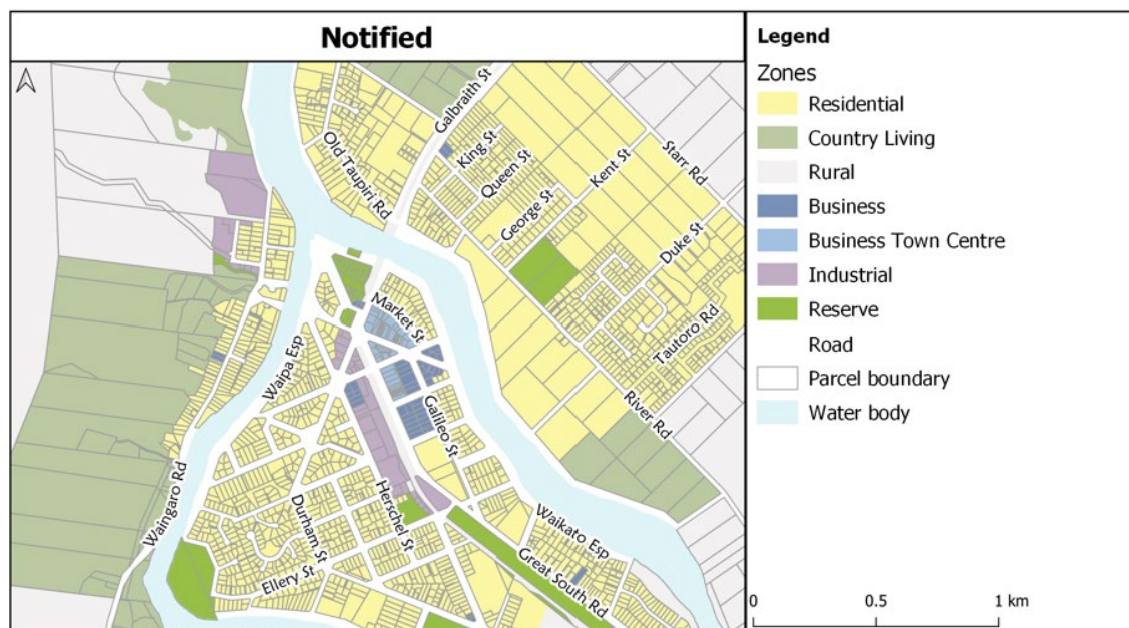 Notified
Galbraith St
Old Taupiri Rd
King St
Queen St
Kent St
Starr Rd
George St
Duke St
Market St
Tautoro Rd
Waipa Esp
River Rd
Galileo St
Waingaro Rd
Durham St
Herschel St
Ellery St
Waikato Esp
Great South Rd
Legend
Zones
Residential
Country Living
Rural
Business
Business Town Centre
Industrial
Reserve
Road
Parcel boundary
Water body
0 0.5 1 km